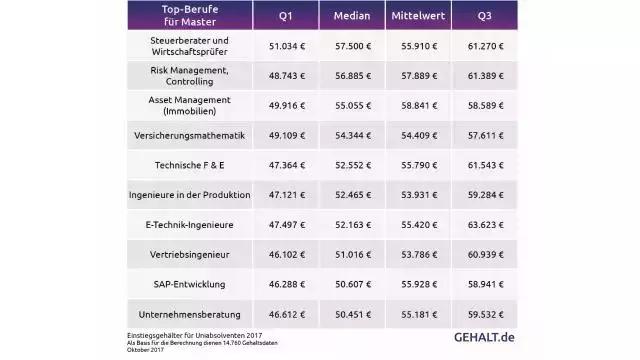 Top-Berufe für Master Q1 Median Mittelwert Q3
Steuerberater und Wirtschaftsprüfer 51.034 € 57.500 € 55.910 € 61.270 €
Risk Management, Controlling 48.743 € 56.885 € 57.889 € 61.389 €
Asset Management (Immobilien) 49.916 € 55.055 € 58.841 € 58.589 €
Versicherungsmathematik 49.109 € 54.344 € 54.409 € 57.611 €
Technische F & E 47.364 € 52.552 € 55.790 € 61.543 €
Ingenieure in der Produktion 47.121 € 52.465 € 53.931 € 59.284 €
E-Technik-Ingenieure 47.497 € 52.163 € 55.420 € 63.623 €
Vertriebsingenieur 46.102 € 51.016 € 53.786 € 60.939 €
SAP-Entwicklung 46.288 € 50.607 € 55.928 € 58.941 €
Unternehmensberatung 46.612 € 50.451 € 55.181 € 59.532 €
Einstiegsgehälter für Uniabsolventen 2017
Als Basis für die Berechnung dienen 14.760 Gehaltsdaten
Oktober 2017
GEHALT.de